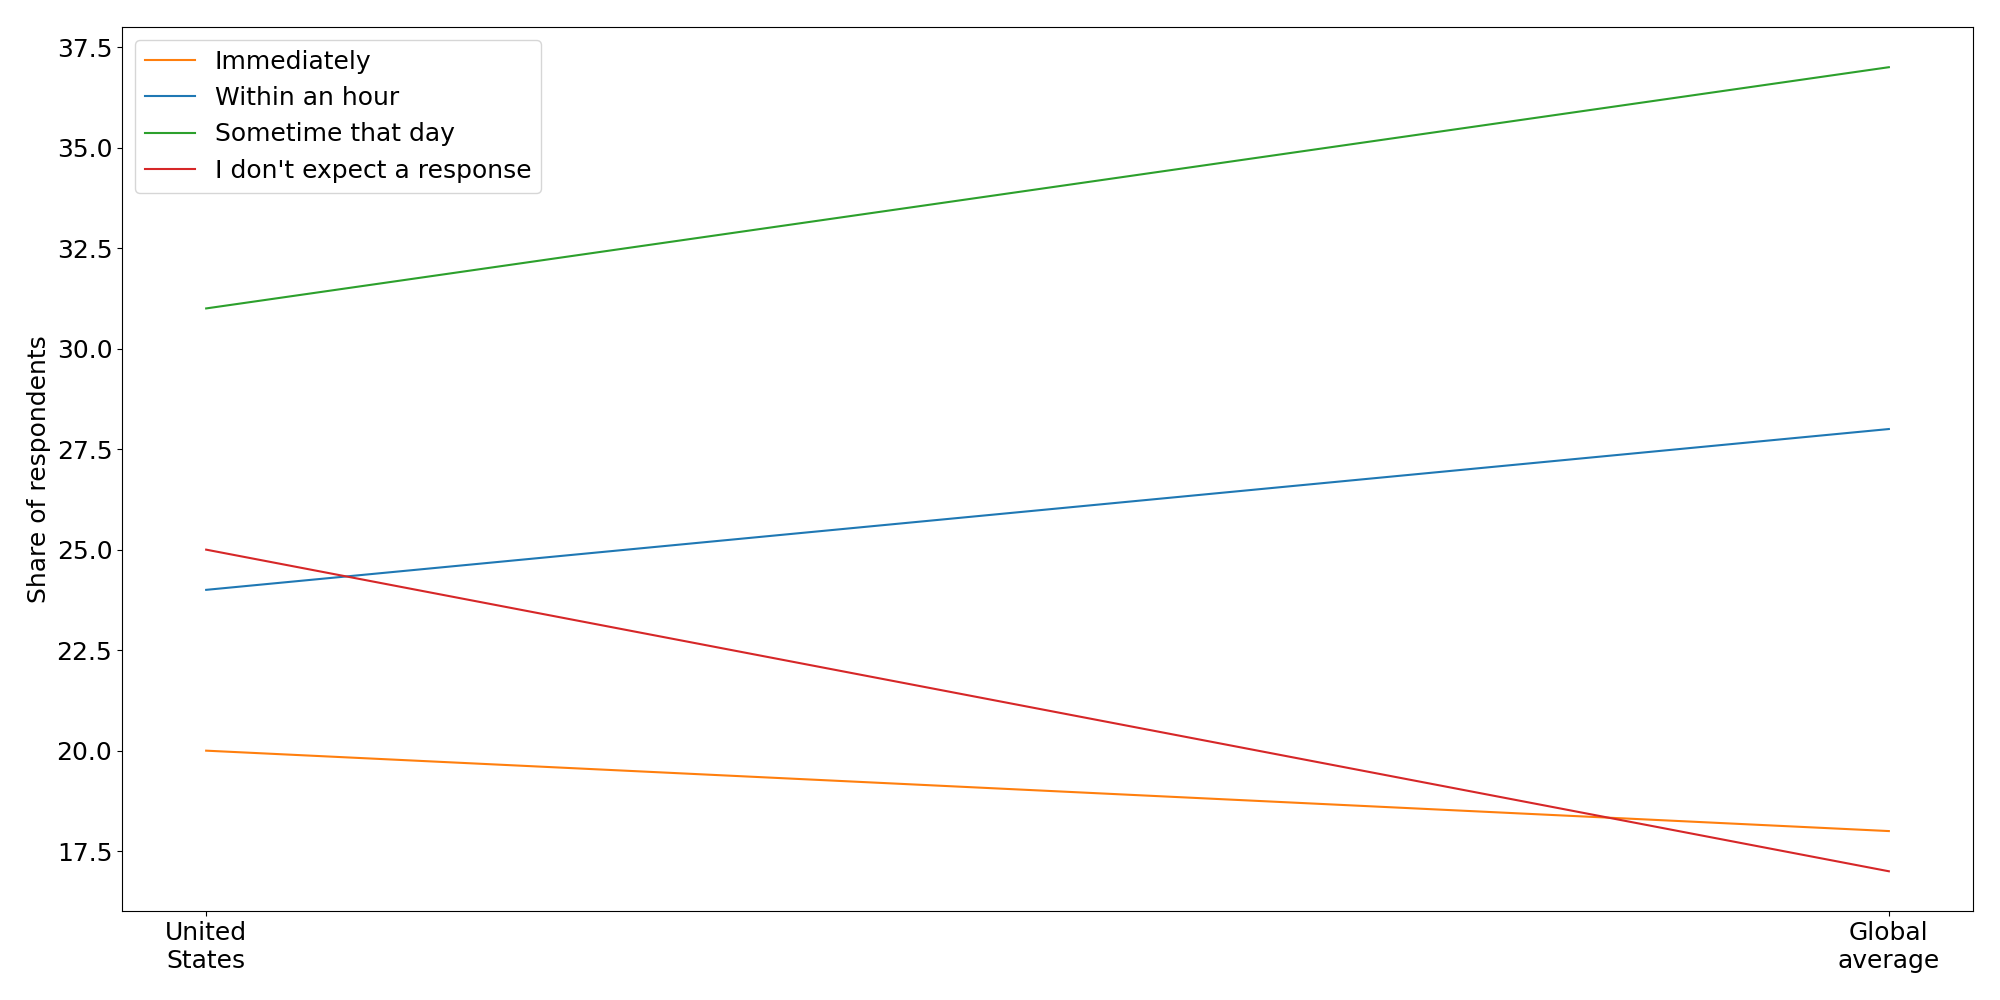 37.5
35.0
32.5
30.0
27.5
25.0
22.5
20.0
17.5
Share of respondents
Immediately
Within an hour
Sometime that day
I don't expect a response
United
States
Global
average